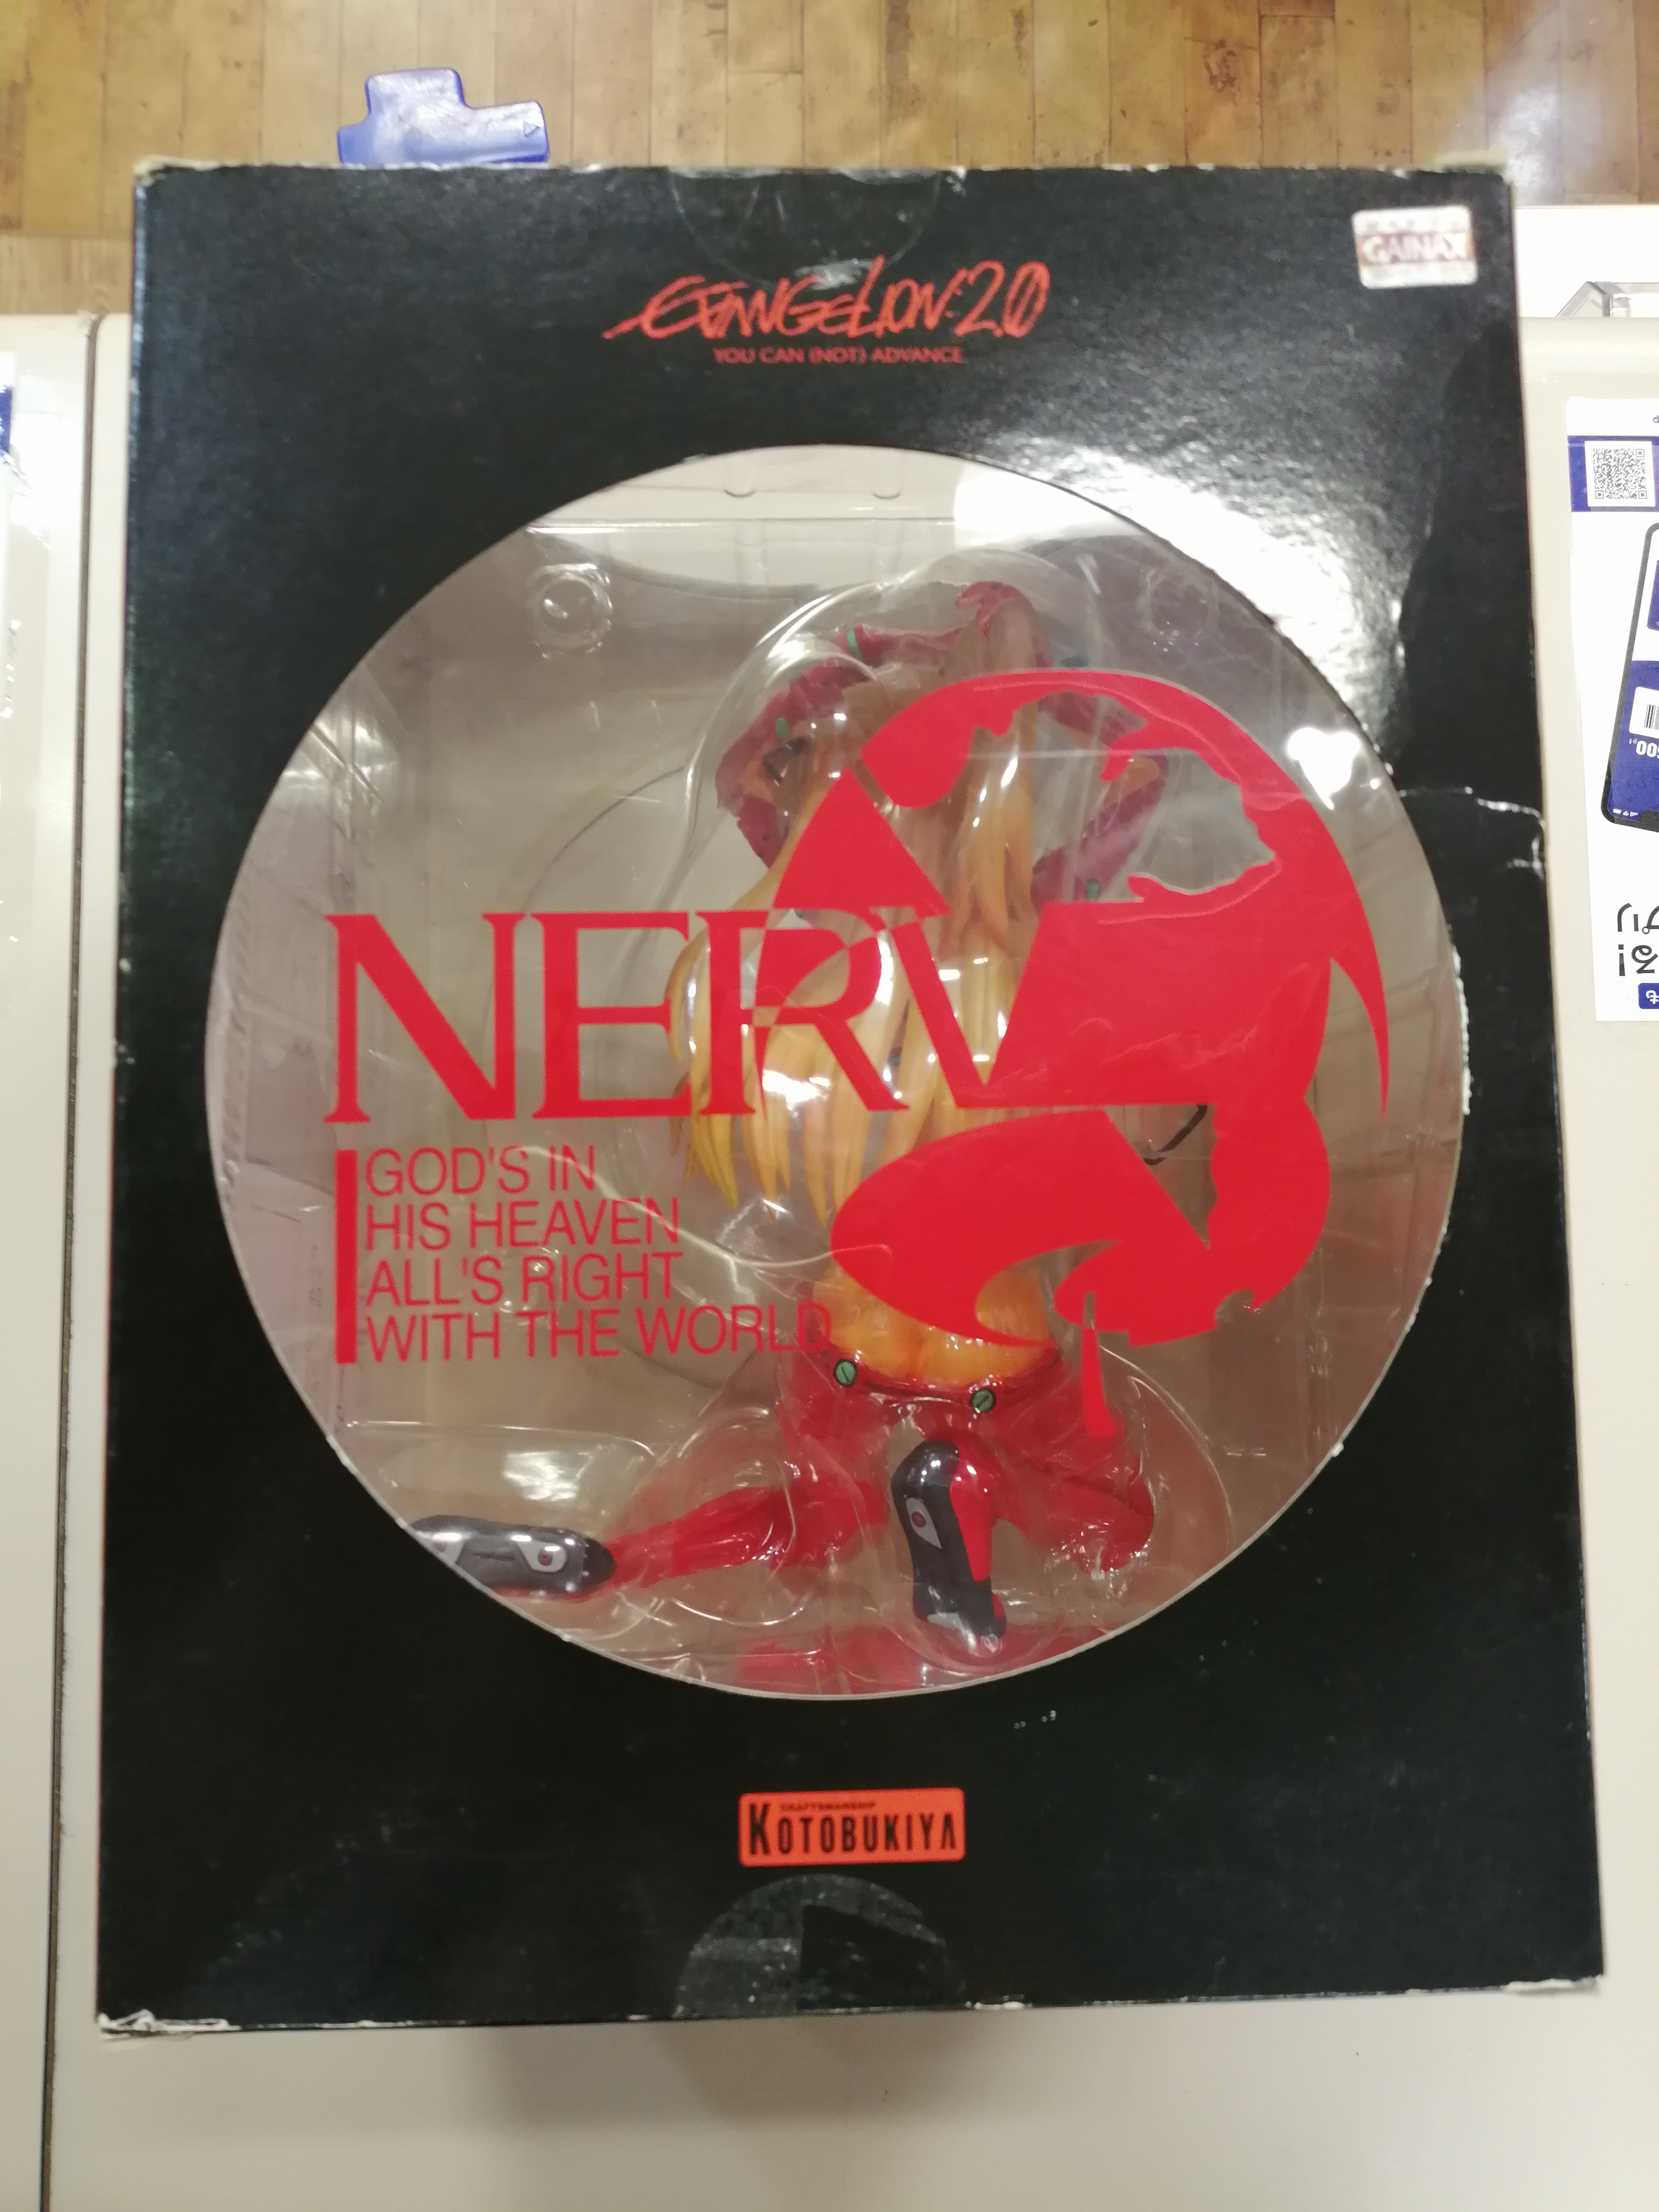 GAINAX
EVANGELION:2.0
YOU CAN (NOT) ADVANCE.
NERV
GOD'S IN
HIS HEAVEN
ALL'S RIGHT
WITH THE WORLD.
CRAFTSMANSHIP
KOTOBUKIYA